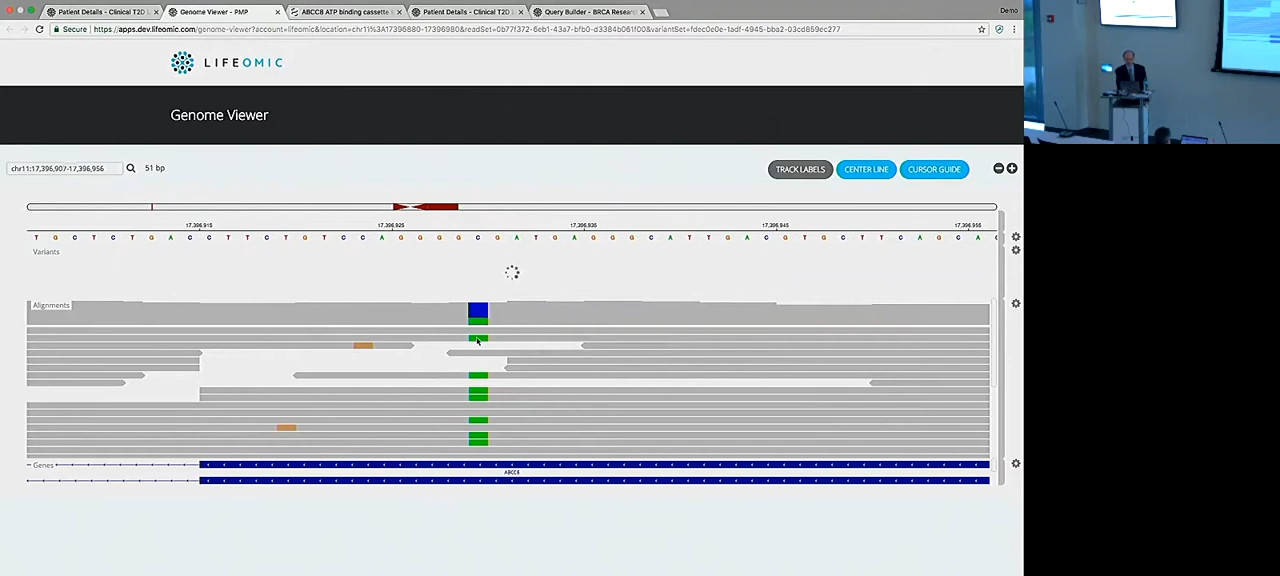 Patient Details - Clinical T2D
Genome Viewer - PMP
ABCC8 ATP binding cassette
Patient Details - Clinical T2D
Query Builder - BRCA Resear
Demo
Secure
https://apps.dev.lifeomic.com/genome-viewer?account=lifeomic&location=chr11%3A17396880-17396980&readSet=0b77f372-6eb1-43a7-bfb0-d3384b061f00&variantSet=fdec0e0e-1adf-4945-bba2-03cd859ec277
LIFEOMIC
Genome Viewer
chr11:17,396,907-17,396,956
51 bp
TRACK LABELS
CENTER LINE
CURSOR GUIDE
17,396,915 17,396,925 17,396,935 17,396,945 17,396,955
T G C T C T G A C C T T C T G T C C A G G G G C G A T G A G G G C A T T G A C G T G C T T C A G C A
Variants
Alignments
Genes
ABCC8